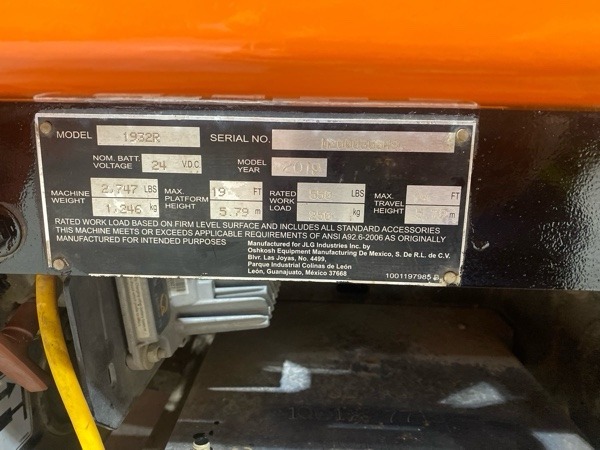 MODEL 1932R SERIAL NO.
NOM. BATT. VOLTAGE 24 V.D.C MODEL YEAR 2019
MACHINE WEIGHT 2,747 LBS 1,246 kg MAX. PLATFORM HEIGHT 19 FT 5.79 m RATED WORK LOAD LBS kg MAX. TRAVEL HEIGHT FT m
RATED WORK LOAD BASED ON FIRM LEVEL SURFACE AND INCLUDES ALL STANDARD ACCESSORIES
THIS MACHINE MEETS OR EXCEEDS APPLICABLE REQUIREMENTS OF ANSI A92.6-2006 AS ORIGINALLY
MANUFACTURED FOR INTENDED PURPOSES
Manufactured for JLG Industries Inc. by
Oshkosh Equipment Manufacturing De Mexico, S. De R.L. de C.V.
Blvr. Las Joyas, No. 4499,
Parque Industrial Colinas de León
León, Guanajuato, México 37668
1001197985